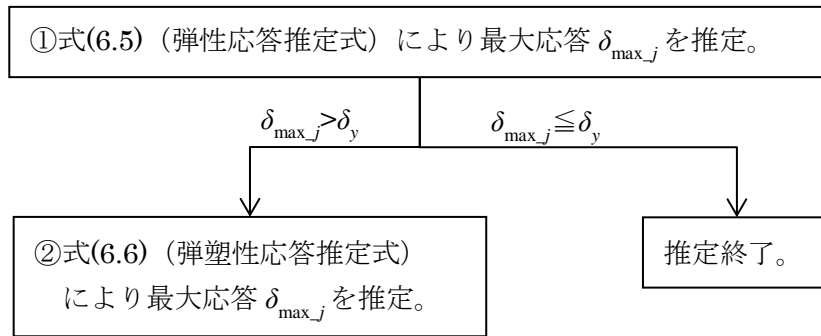 ①式(6.5)（弾性応答推定式）により最大応答 δmax_j を推定。
δmax_j>δy
δmax_j≦δy
②式(6.6)（弾塑性応答推定式）
により最大応答 δmax_j を推定。
推定終了。